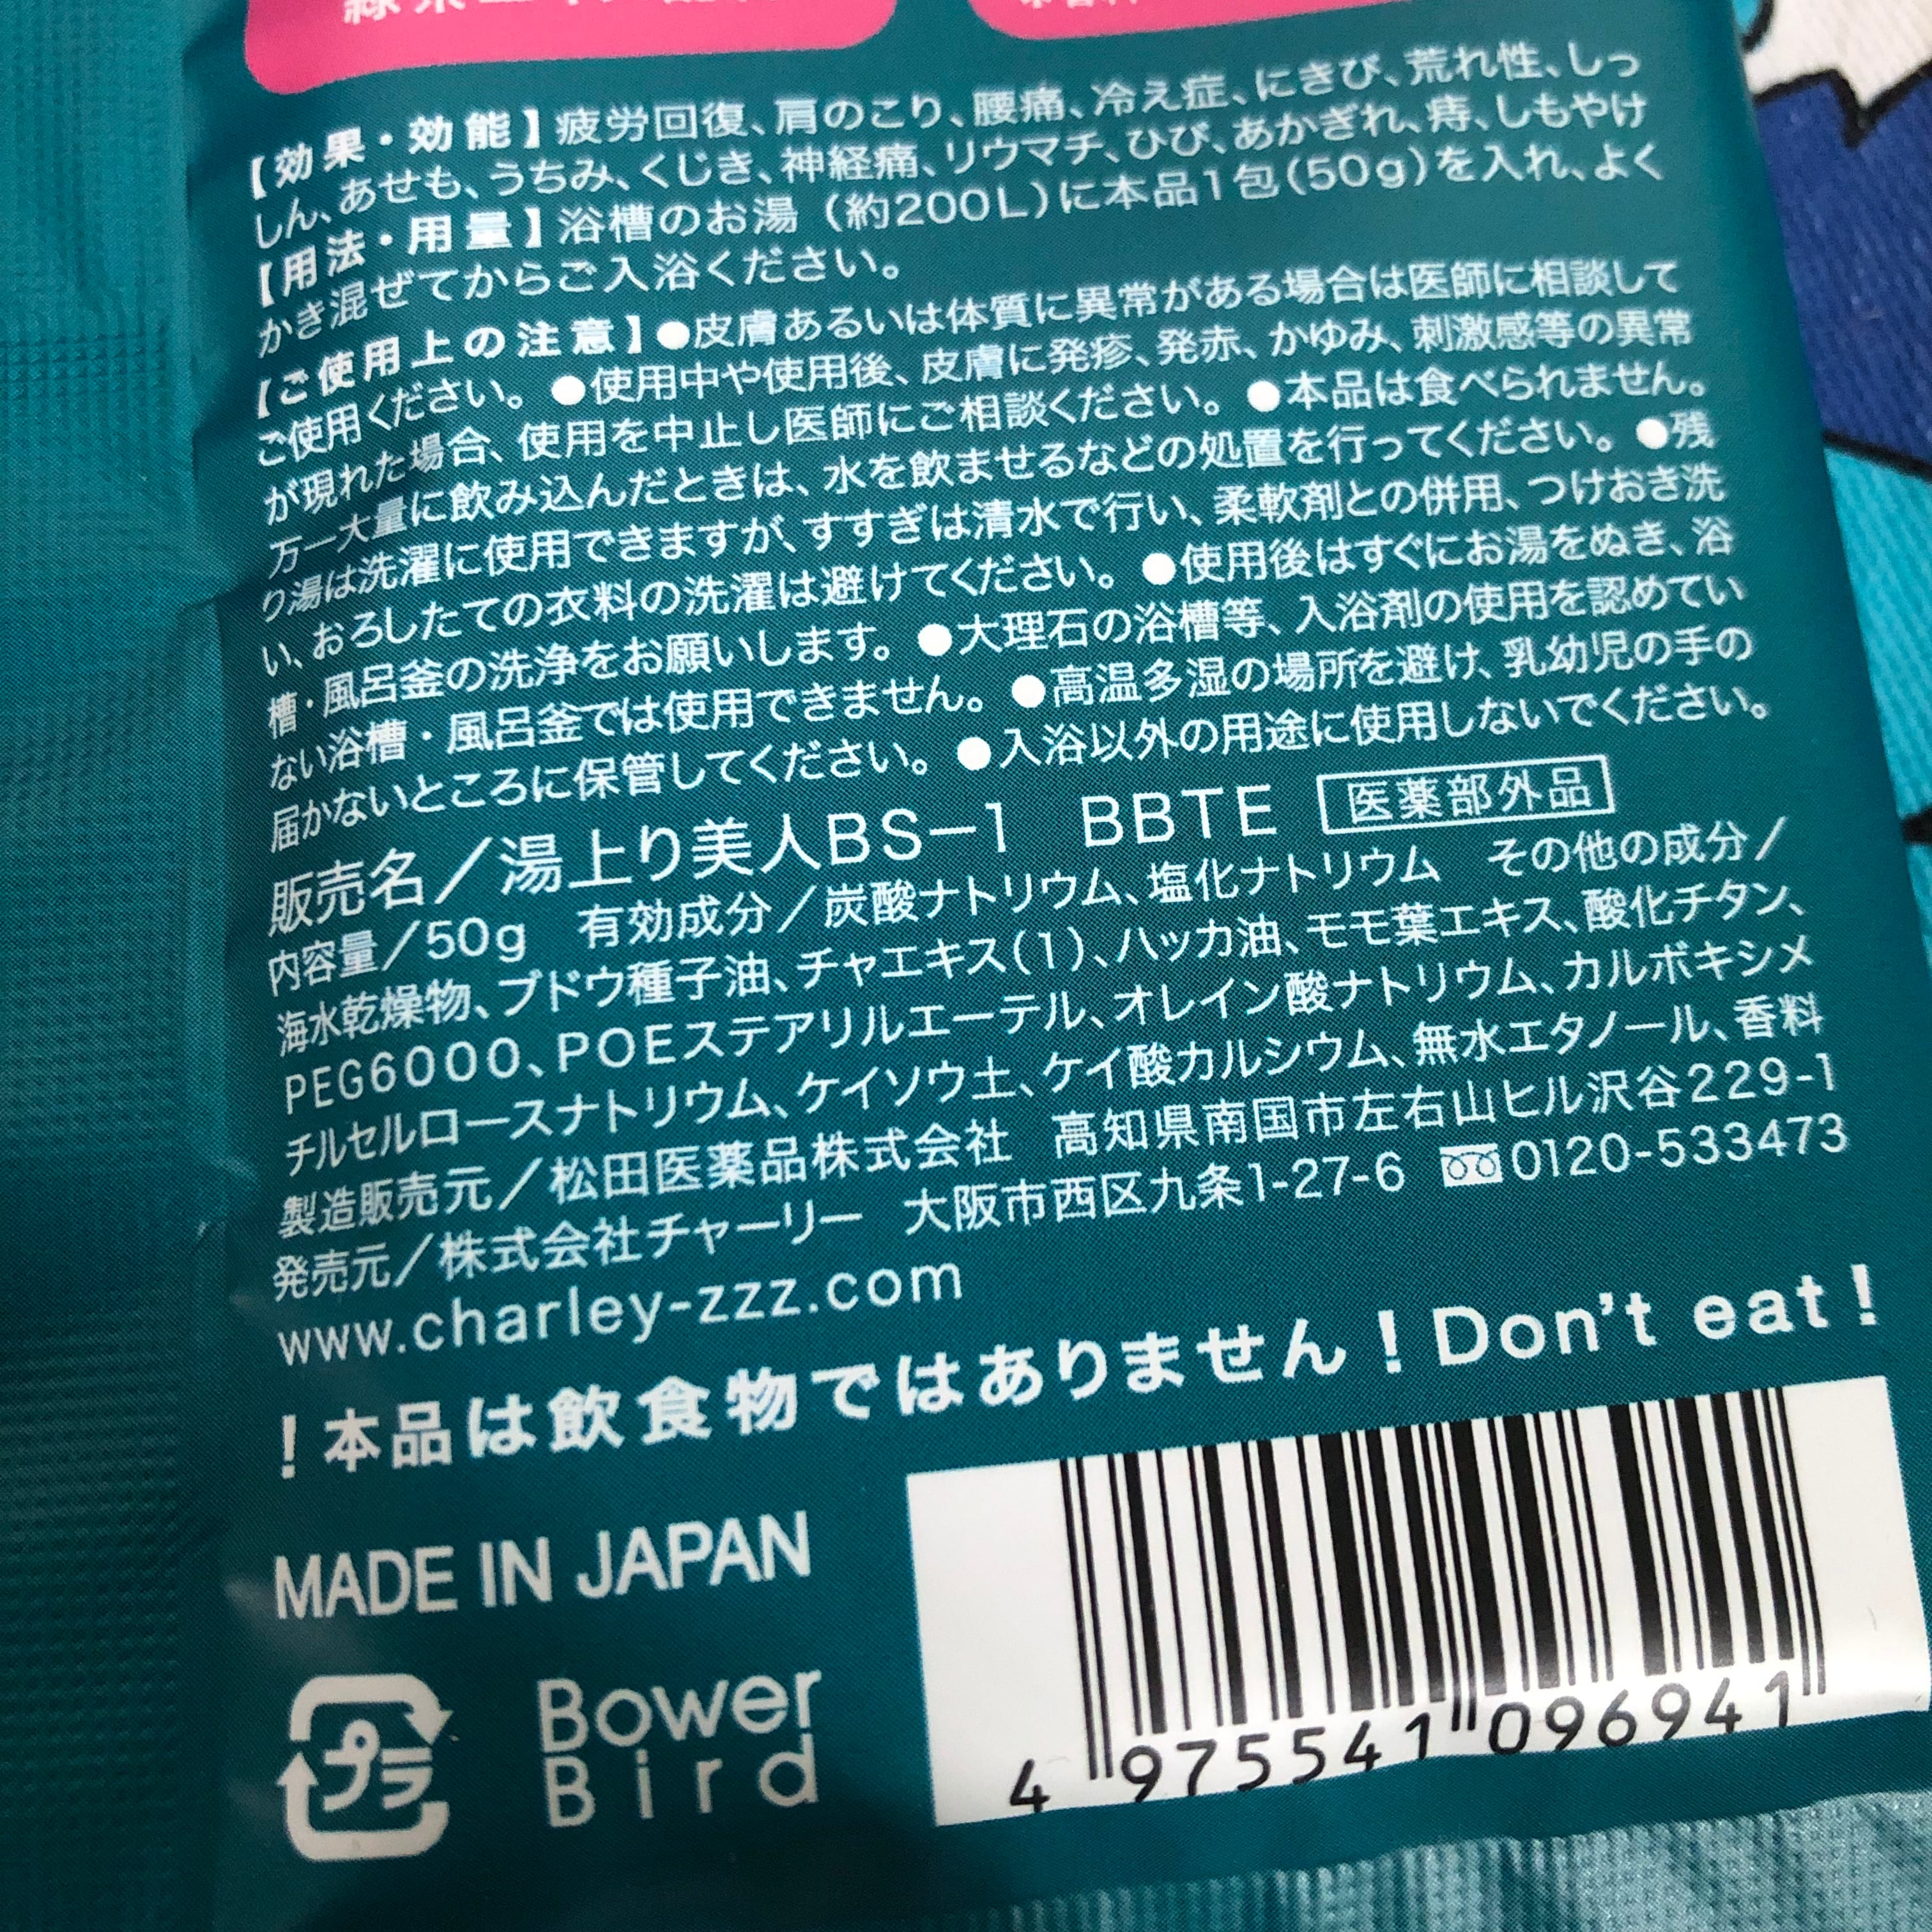 【効果・効能】疲労回復、肩のこり、腰痛、冷え症、にきび、荒れ性、しっ
しん、あせも、うちみ、くじき、神経痛、リウマチ、ひび、あかぎれ、痔、しもやけ
【用法・用量】浴槽のお湯（約200L）に本品1包（50g）を入れ、よく
かき混ぜてからご入浴ください。
【ご使用上の注意】●皮膚あるいは体質に異常がある場合は医師に相談して
ご使用ください。●使用中や使用後、皮膚に発疹、発赤、かゆみ、刺激感等の異常
が現れた場合、使用を中止し医師にご相談ください。●本品は食べられません。
万一大量に飲み込んだときは、水を飲ませるなどの処置を行ってください。●残
り湯は洗濯に使用できますが、すすぎは清水で行い、柔軟剤との併用、つけおき洗
い、おろしたての衣料の洗濯は避けてください。●使用後はすぐにお湯をぬき、浴
槽・風呂釜の洗浄をお願いします。●大理石の浴槽等、入浴剤の使用を認めてい
ない浴槽・風呂釜では使用できません。●高温多湿の場所を避け、乳幼児の手の
届かないところに保管してください。●入浴以外の用途に使用しないでください。
販売名／湯上り美人BS-1 BBTE 医薬部外品
内容量／50g 有効成分／炭酸ナトリウム、塩化ナトリウム その他の成分／
海水乾燥物、ブドウ種子油、チャエキス(1)、ハッカ油、モモ葉エキス、酸化チタン、
PEG6000、POEステアリルエーテル、オレイン酸ナトリウム、カルボキシメ
チルセルロースナトリウム、ケイソウ土、ケイ酸カルシウム、無水エタノール、香料
製造販売元／松田医薬品株式会社 高知県南国市左右山ヒル沢谷229-1
発売元／株式会社チャーリー 大阪市西区九条1-27-6 0120-533473
www.charley-zzz.com
！本品は飲食物ではありません！Don't eat！
MADE IN JAPAN
プラ
Bower
Bird
4 975541 096941